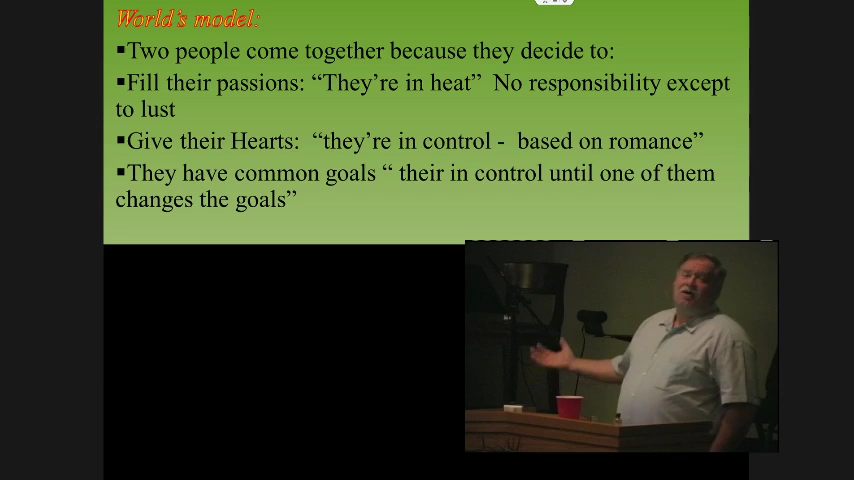 World's model:
▪Two people come together because they decide to:
▪Fill their passions: “They're in heat”  No responsibility except
to lust
▪Give their Hearts:  “they're in control -  based on romance”
▪They have common goals “ their in control until one of them
changes the goals”